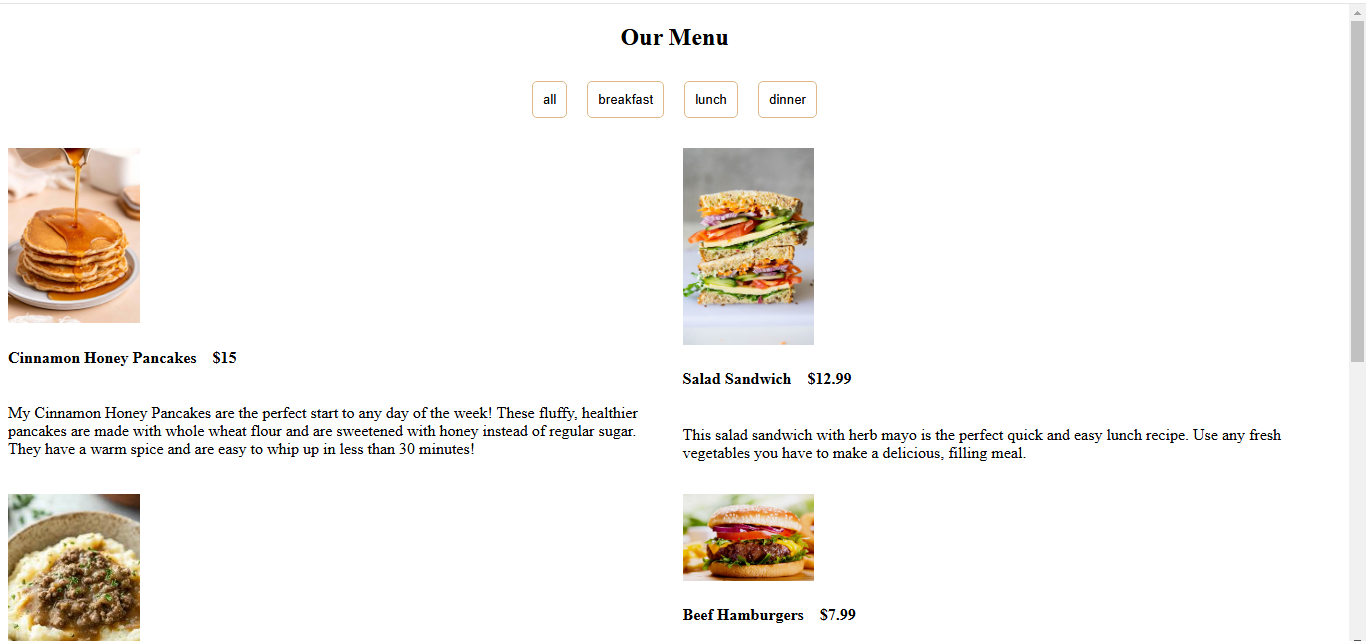 Our Menu
all
breakfast
lunch
dinner
Cinnamon Honey Pancakes $15
My Cinnamon Honey Pancakes are the perfect start to any day of the week! These fluffy, healthier
pancakes are made with whole wheat flour and are sweetened with honey instead of regular sugar.
They have a warm spice and are easy to whip up in less than 30 minutes!
Salad Sandwich $12.99
This salad sandwich with herb mayo is the perfect quick and easy lunch recipe. Use any fresh
vegetables you have to make a delicious, filling meal.
Beef Hamburgers $7.99